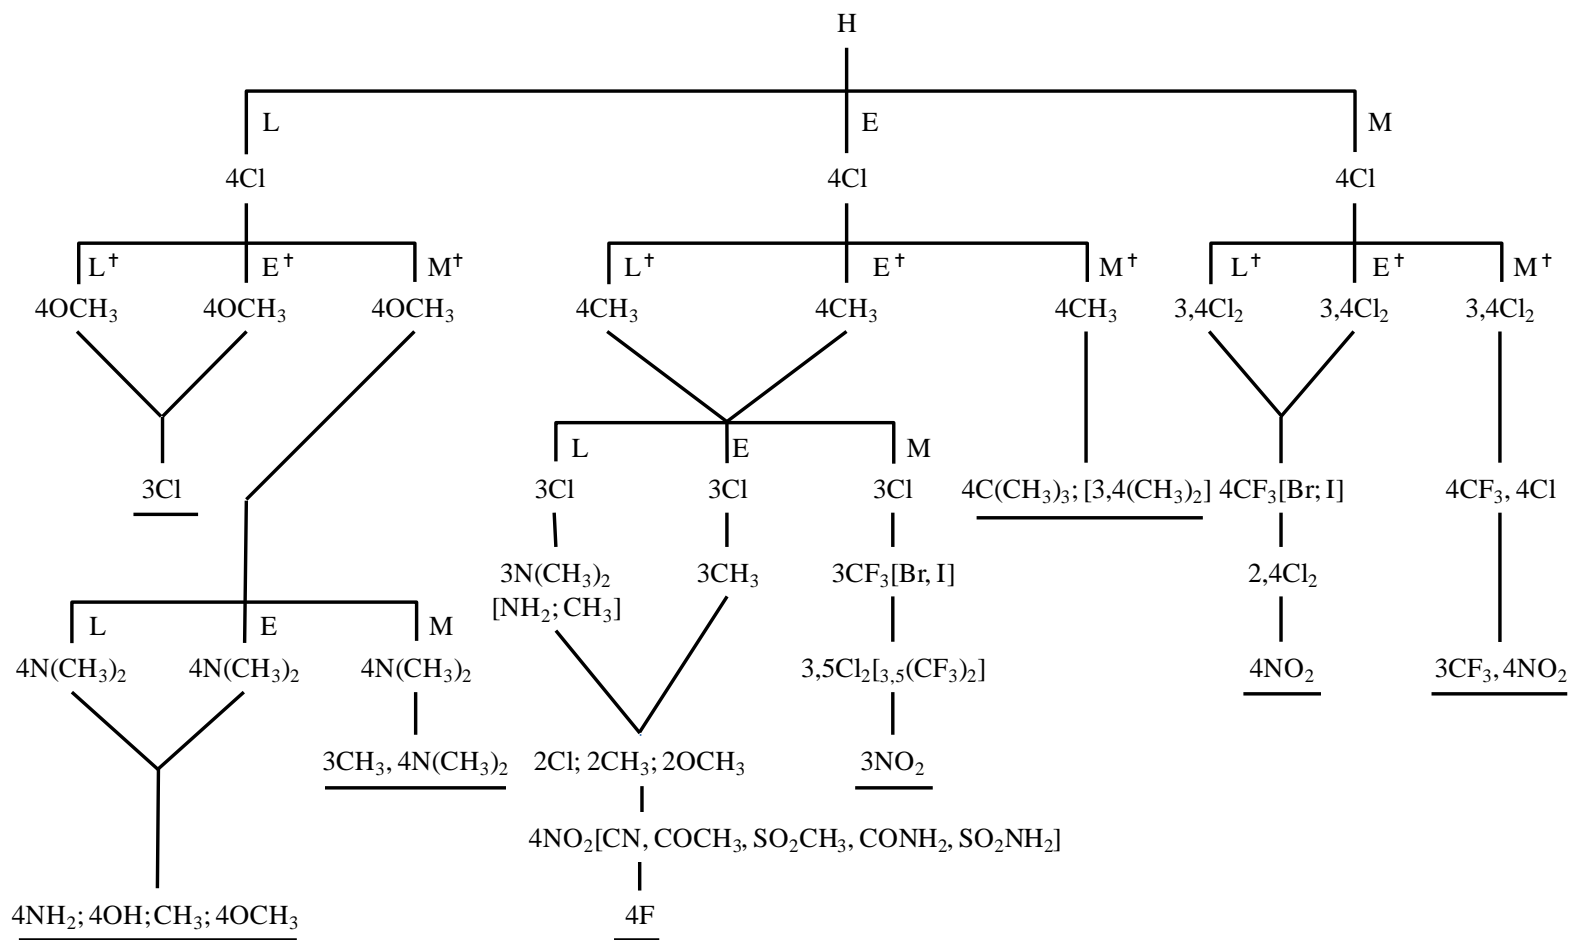 H
L E M
4Cl 4Cl 4Cl
L† E† M† L† E† M† L† E† M†
4OCH₃ 4OCH₃ 4OCH₃ 4CH₃ 4CH₃ 4CH₃ 3,4Cl₂ 3,4Cl₂ 3,4Cl₂
L E M
3Cl 3Cl 3Cl 3Cl 4C(CH₃)₃; [3,4(CH₃)₂] 4CF₃[Br; I] 4CF₃, 4Cl
3N(CH₃)₂ 3CH₃ 3CF₃[Br, I] 2,4Cl₂
[NH₂; CH₃]
L E M
4N(CH₃)₂ 4N(CH₃)₂ 4N(CH₃)₂ 3,5Cl₂[3,5(CF₃)₂] 4NO₂ 3CF₃, 4NO₂
3CH₃, 4N(CH₃)₂ 2Cl; 2CH₃; 2OCH₃ 3NO₂
4NO₂[CN, COCH₃, SO₂CH₃, CONH₂, SO₂NH₂]
4NH₂; 4OH; CH₃; 4OCH₃ 4F